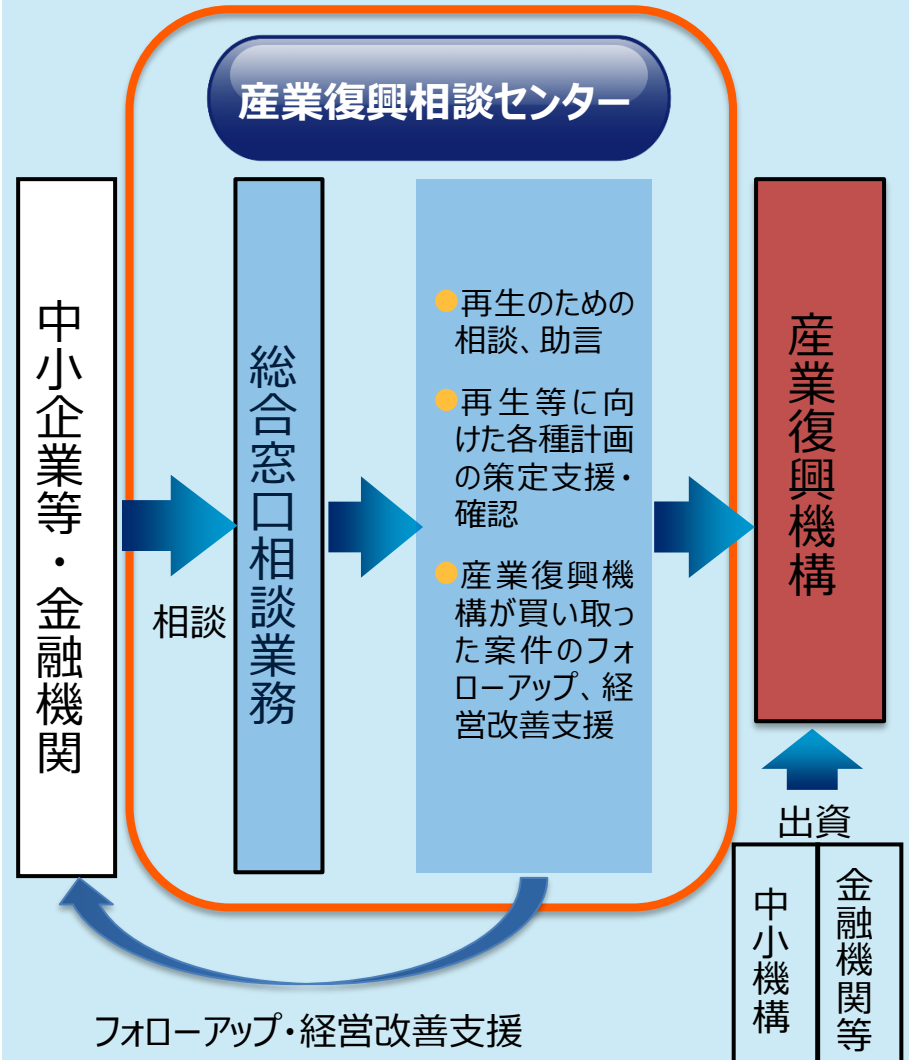 産業復興相談センター
中小企業等・金融機関
相談
総合窓口相談業務
●再生のための
相談、助言
●再生等に向
けた各種計画
の策定支援・
確認
●産業復興機
構が買い取っ
た案件のフォ
ローアップ、経
営改善支援
産業復興機構
出資
中小機構
金融機関等
フォローアップ・経営改善支援